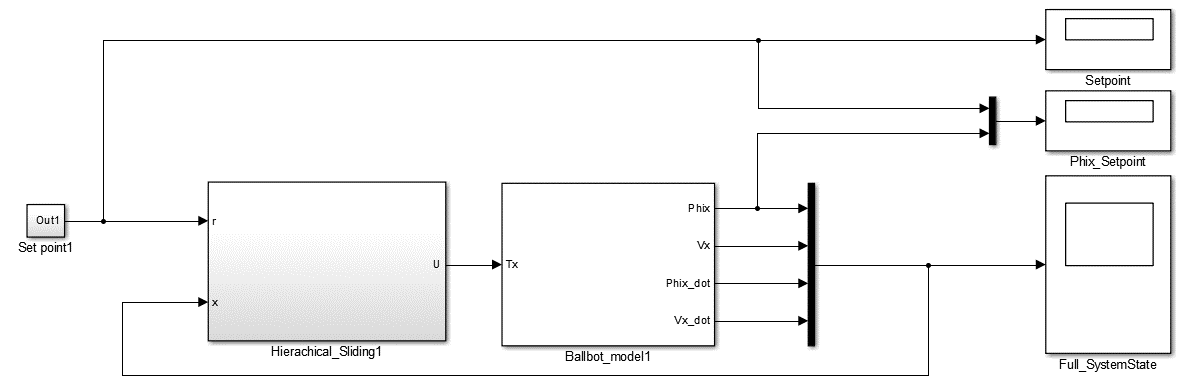 Setpoint
Phix_Setpoint
Out1
Set point1
r
x
U
Hierachical_Sliding1
Tx
Phix
Vx
Phix_dot
Vx_dot
Ballbot_model1
Full_SystemState